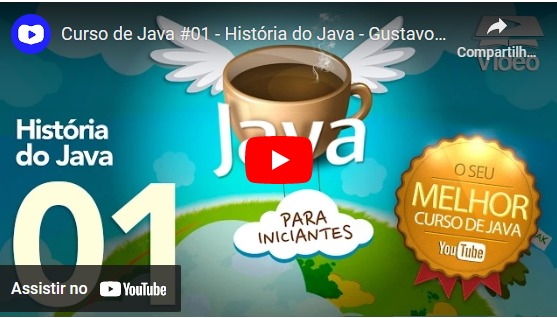 Curso de Java #01 - História do Java - Gustavo...
Compartilh...
Vídeo
História
do Java
01
Java
PARA
INICIANTES
O SEU
MELHOR
CURSO DE JAVA
YouTube
Assistir no YouTube